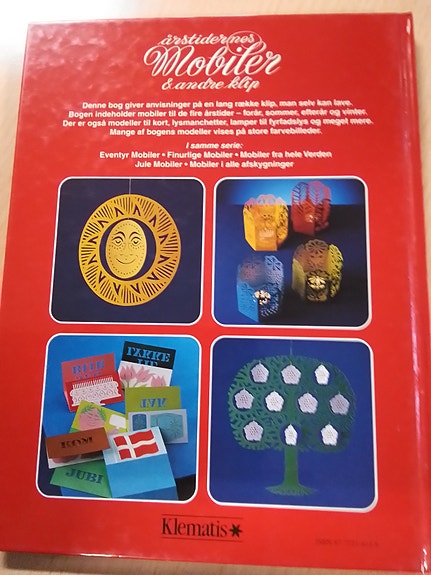 årstidernes
Mobiler
& andre klip
Denne bog giver anvisninger på en lang række klip, man selv kan lave.
Bogen indeholder mobiler til de fire årstider – forår, sommer, efterår og vinter.
Der er også modeller til kort, lysmanchetter, lamper til fyrfadslys og meget mere.
Mange af bogens modeller vises på store farvebilleder.
I samme serie:
Eventyr Mobiler • Finurlige Mobiler • Mobiler fra hele Verden
Jule Mobiler • Mobiler i alle afskygninger
TAK
KOM
JUBI
Klematis